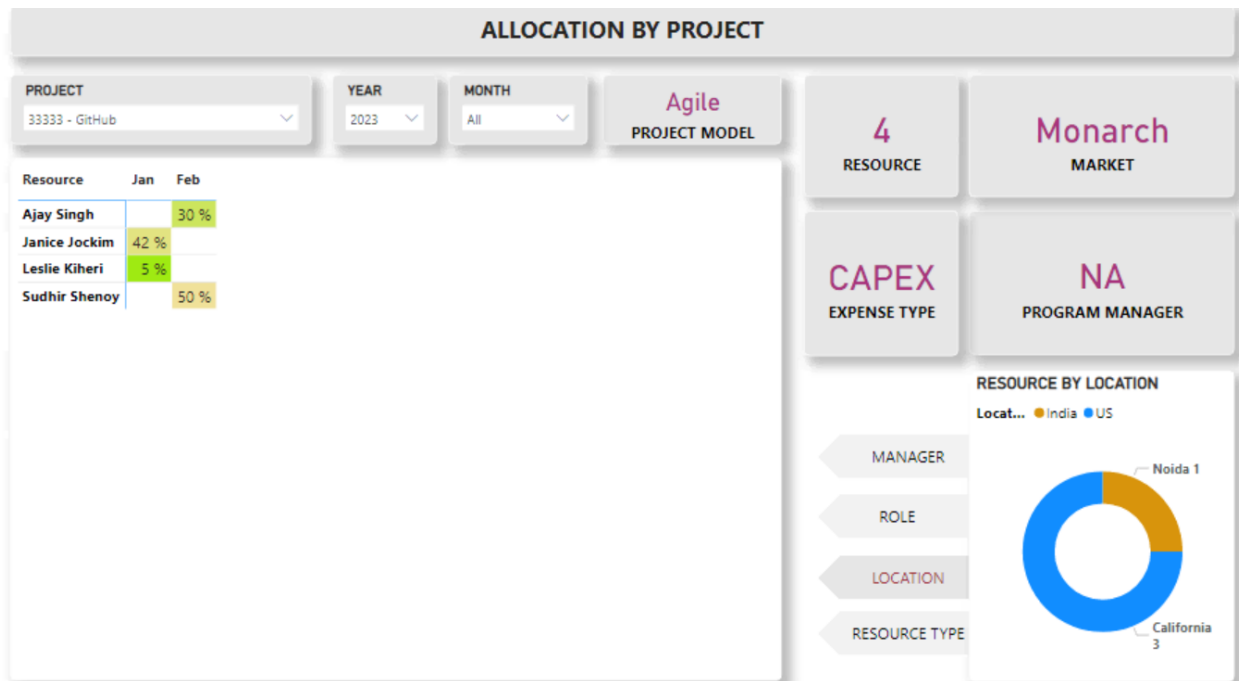 ALLOCATION BY PROJECT
PROJECT
33333 - GitHub
YEAR
2023
MONTH
All
Agile
PROJECT MODEL
4
RESOURCE
Monarch
MARKET
Resource Jan Feb
Ajay Singh 30 %
Janice Jockim 42 %
Leslie Kiheri 5 %
Sudhir Shenoy 50 %
CAPEX
EXPENSE TYPE
NA
PROGRAM MANAGER
MANAGER
ROLE
LOCATION
RESOURCE TYPE
RESOURCE BY LOCATION
Locat... India US
Noida 1
California
3